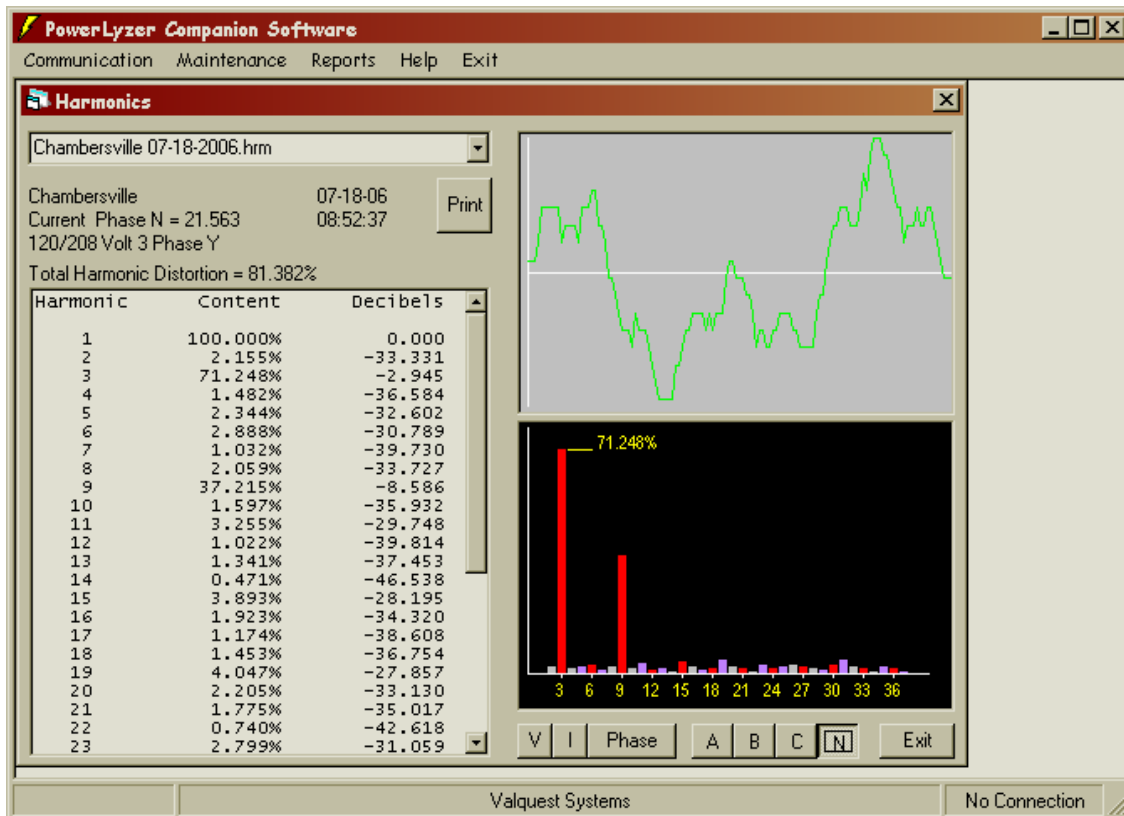 PowerLyzer Companion Software
Communication Maintenance Reports Help Exit
Harmonics
Chambersville 07-18-2006.hrm
Chambersville 07-18-06
Current Phase N = 21.563 08:52:37
120/208 Volt 3 Phase Y
Print
Total Harmonic Distortion = 81.382%
Harmonic Content Decibels
1 100.000% 0.000
2 2.155% -33.331
3 71.248% -2.945
4 1.482% -36.584
5 2.344% -32.602
6 2.888% -30.789
7 1.032% -39.730
8 2.059% -33.727
9 37.215% -8.586
10 1.597% -35.932
11 3.255% -29.748
12 1.022% -39.814
13 1.341% -37.453
14 0.471% -46.538
15 3.893% -28.195
16 1.923% -34.320
17 1.174% -38.608
18 1.453% -36.754
19 4.047% -27.857
20 2.205% -33.130
21 1.775% -35.017
22 0.740% -42.618
23 2.799% -31.059
71.248%
3 6 9 12 15 18 21 24 27 30 33 36
V I Phase A B C N Exit
Valquest Systems No Connection